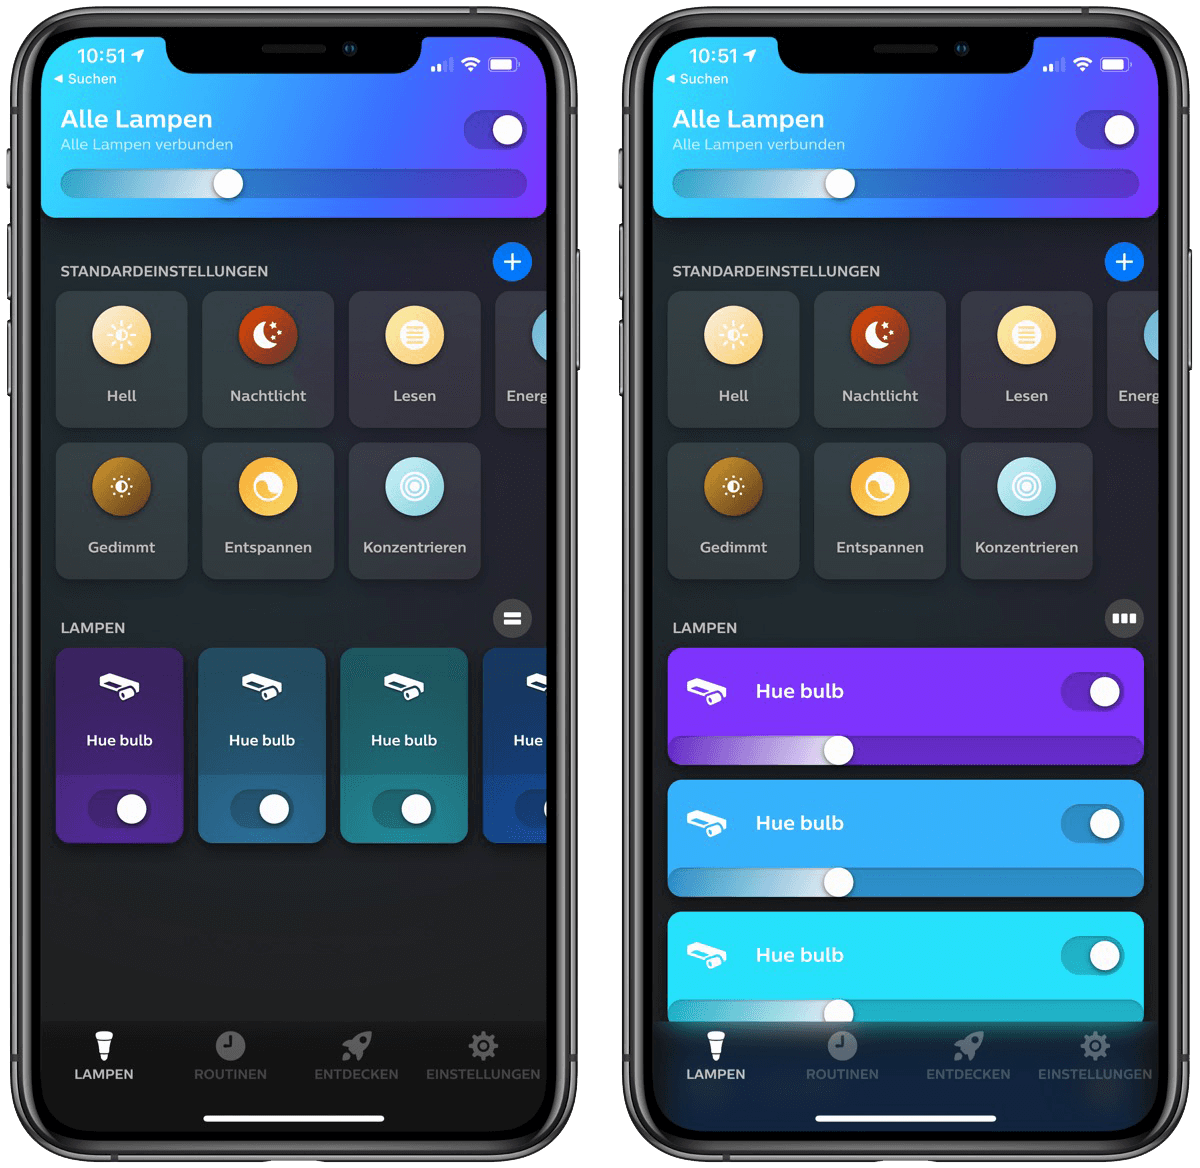 10:51
Suchen
Alle Lampen
Alle Lampen verbunden
STANDARDEINSTELLUNGEN
Hell
Nachtlicht
Lesen
Energ
Gedimmt
Entspannen
Konzentrieren
LAMPEN
Hue bulb
Hue bulb
Hue bulb
Hue
LAMPEN
ROUTINEN
ENTDECKEN
EINSTELLUNGEN
10:51
Suchen
Alle Lampen
Alle Lampen verbunden
STANDARDEINSTELLUNGEN
Hell
Nachtlicht
Lesen
Energ
Gedimmt
Entspannen
Konzentrieren
LAMPEN
Hue bulb
Hue bulb
Hue bulb
LAMPEN
ROUTINEN
ENTDECKEN
EINSTELLUNGEN